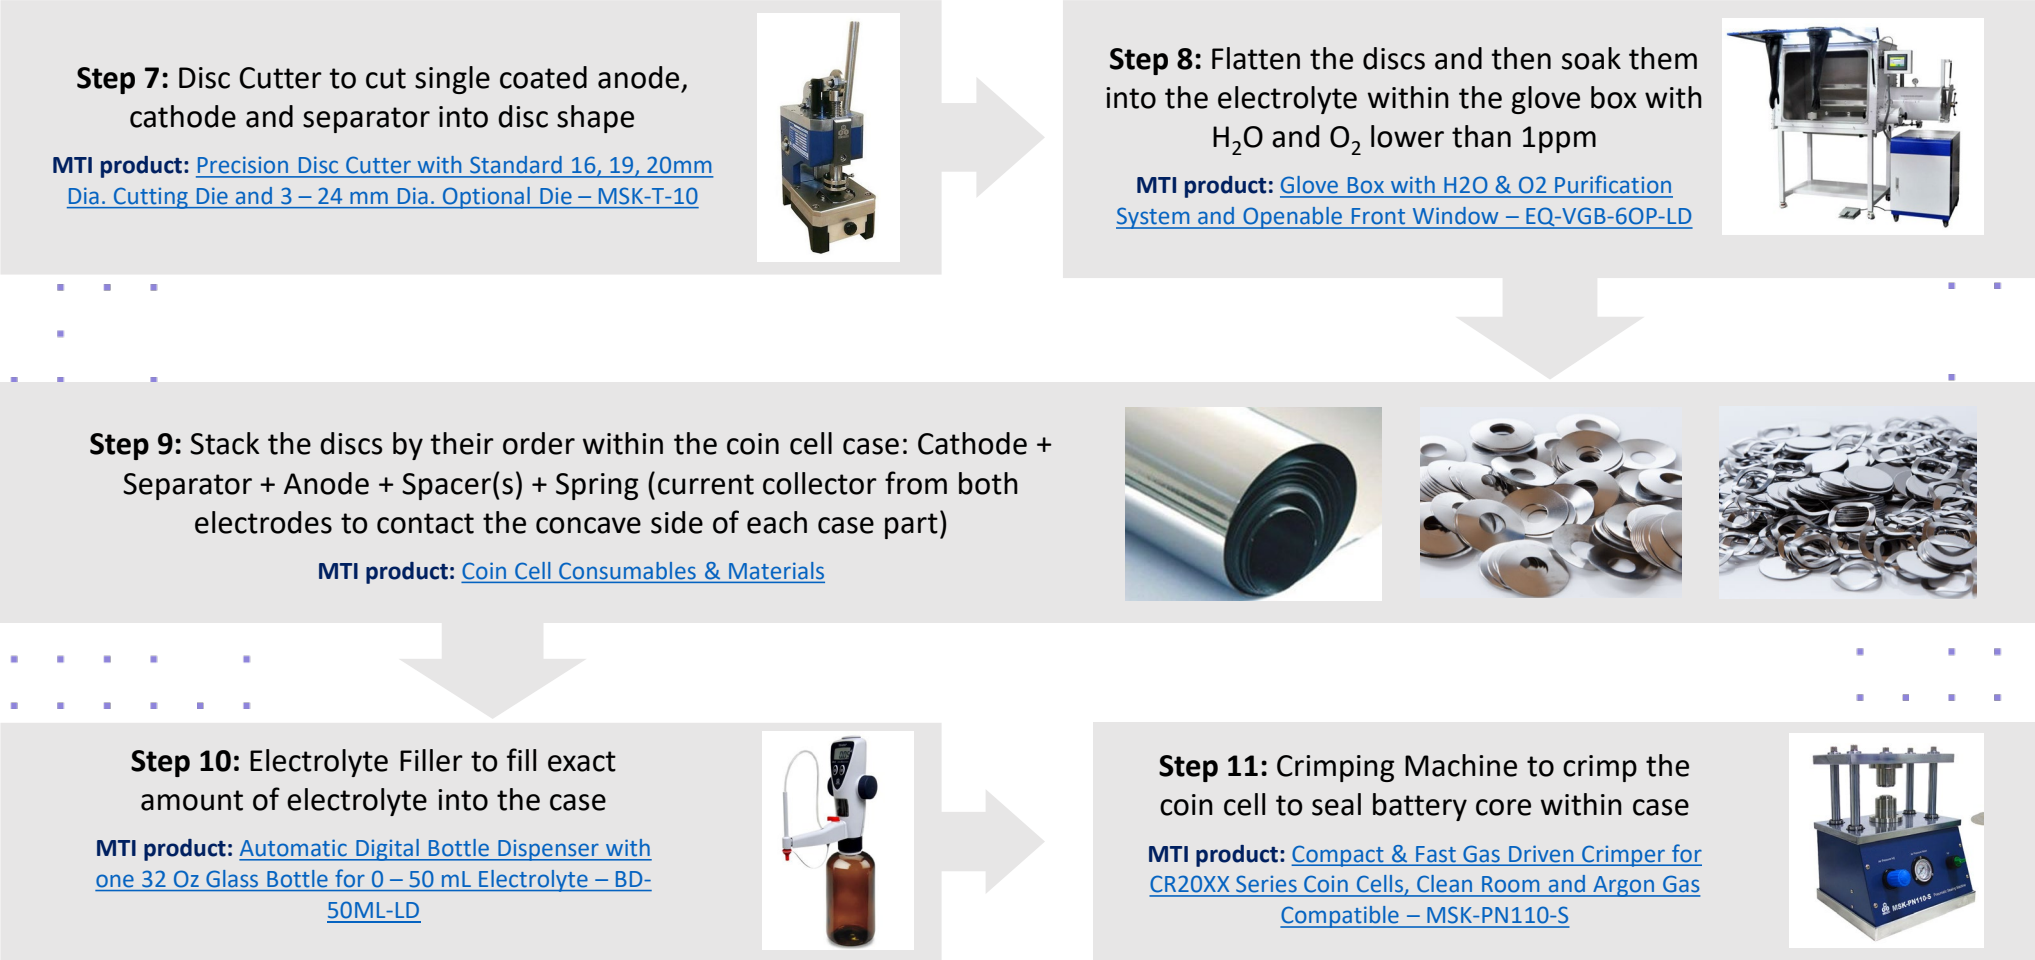 Step 7: Disc Cutter to cut single coated anode,
cathode and separator into disc shape
MTI product: Precision Disc Cutter with Standard 16, 19, 20mm
Dia. Cutting Die and 3 – 24 mm Dia. Optional Die – MSK-T-10
Step 8: Flatten the discs and then soak them
into the electrolyte within the glove box with
H₂O and O₂ lower than 1ppm
MTI product: Glove Box with H2O & O2 Purification
System and Openable Front Window – EQ-VGB-6OP-LD
Step 9: Stack the discs by their order within the coin cell case: Cathode +
Separator + Anode + Spacer(s) + Spring (current collector from both
electrodes to contact the concave side of each case part)
MTI product: Coin Cell Consumables & Materials
Step 10: Electrolyte Filler to fill exact
amount of electrolyte into the case
MTI product: Automatic Digital Bottle Dispenser with
one 32 Oz Glass Bottle for 0 – 50 mL Electrolyte – BD-
50ML-LD
Step 11: Crimping Machine to crimp the
coin cell to seal battery core within case
MTI product: Compact & Fast Gas Driven Crimper for
CR20XX Series Coin Cells, Clean Room and Argon Gas
Compatible – MSK-PN110-S
MSK-PN110-S